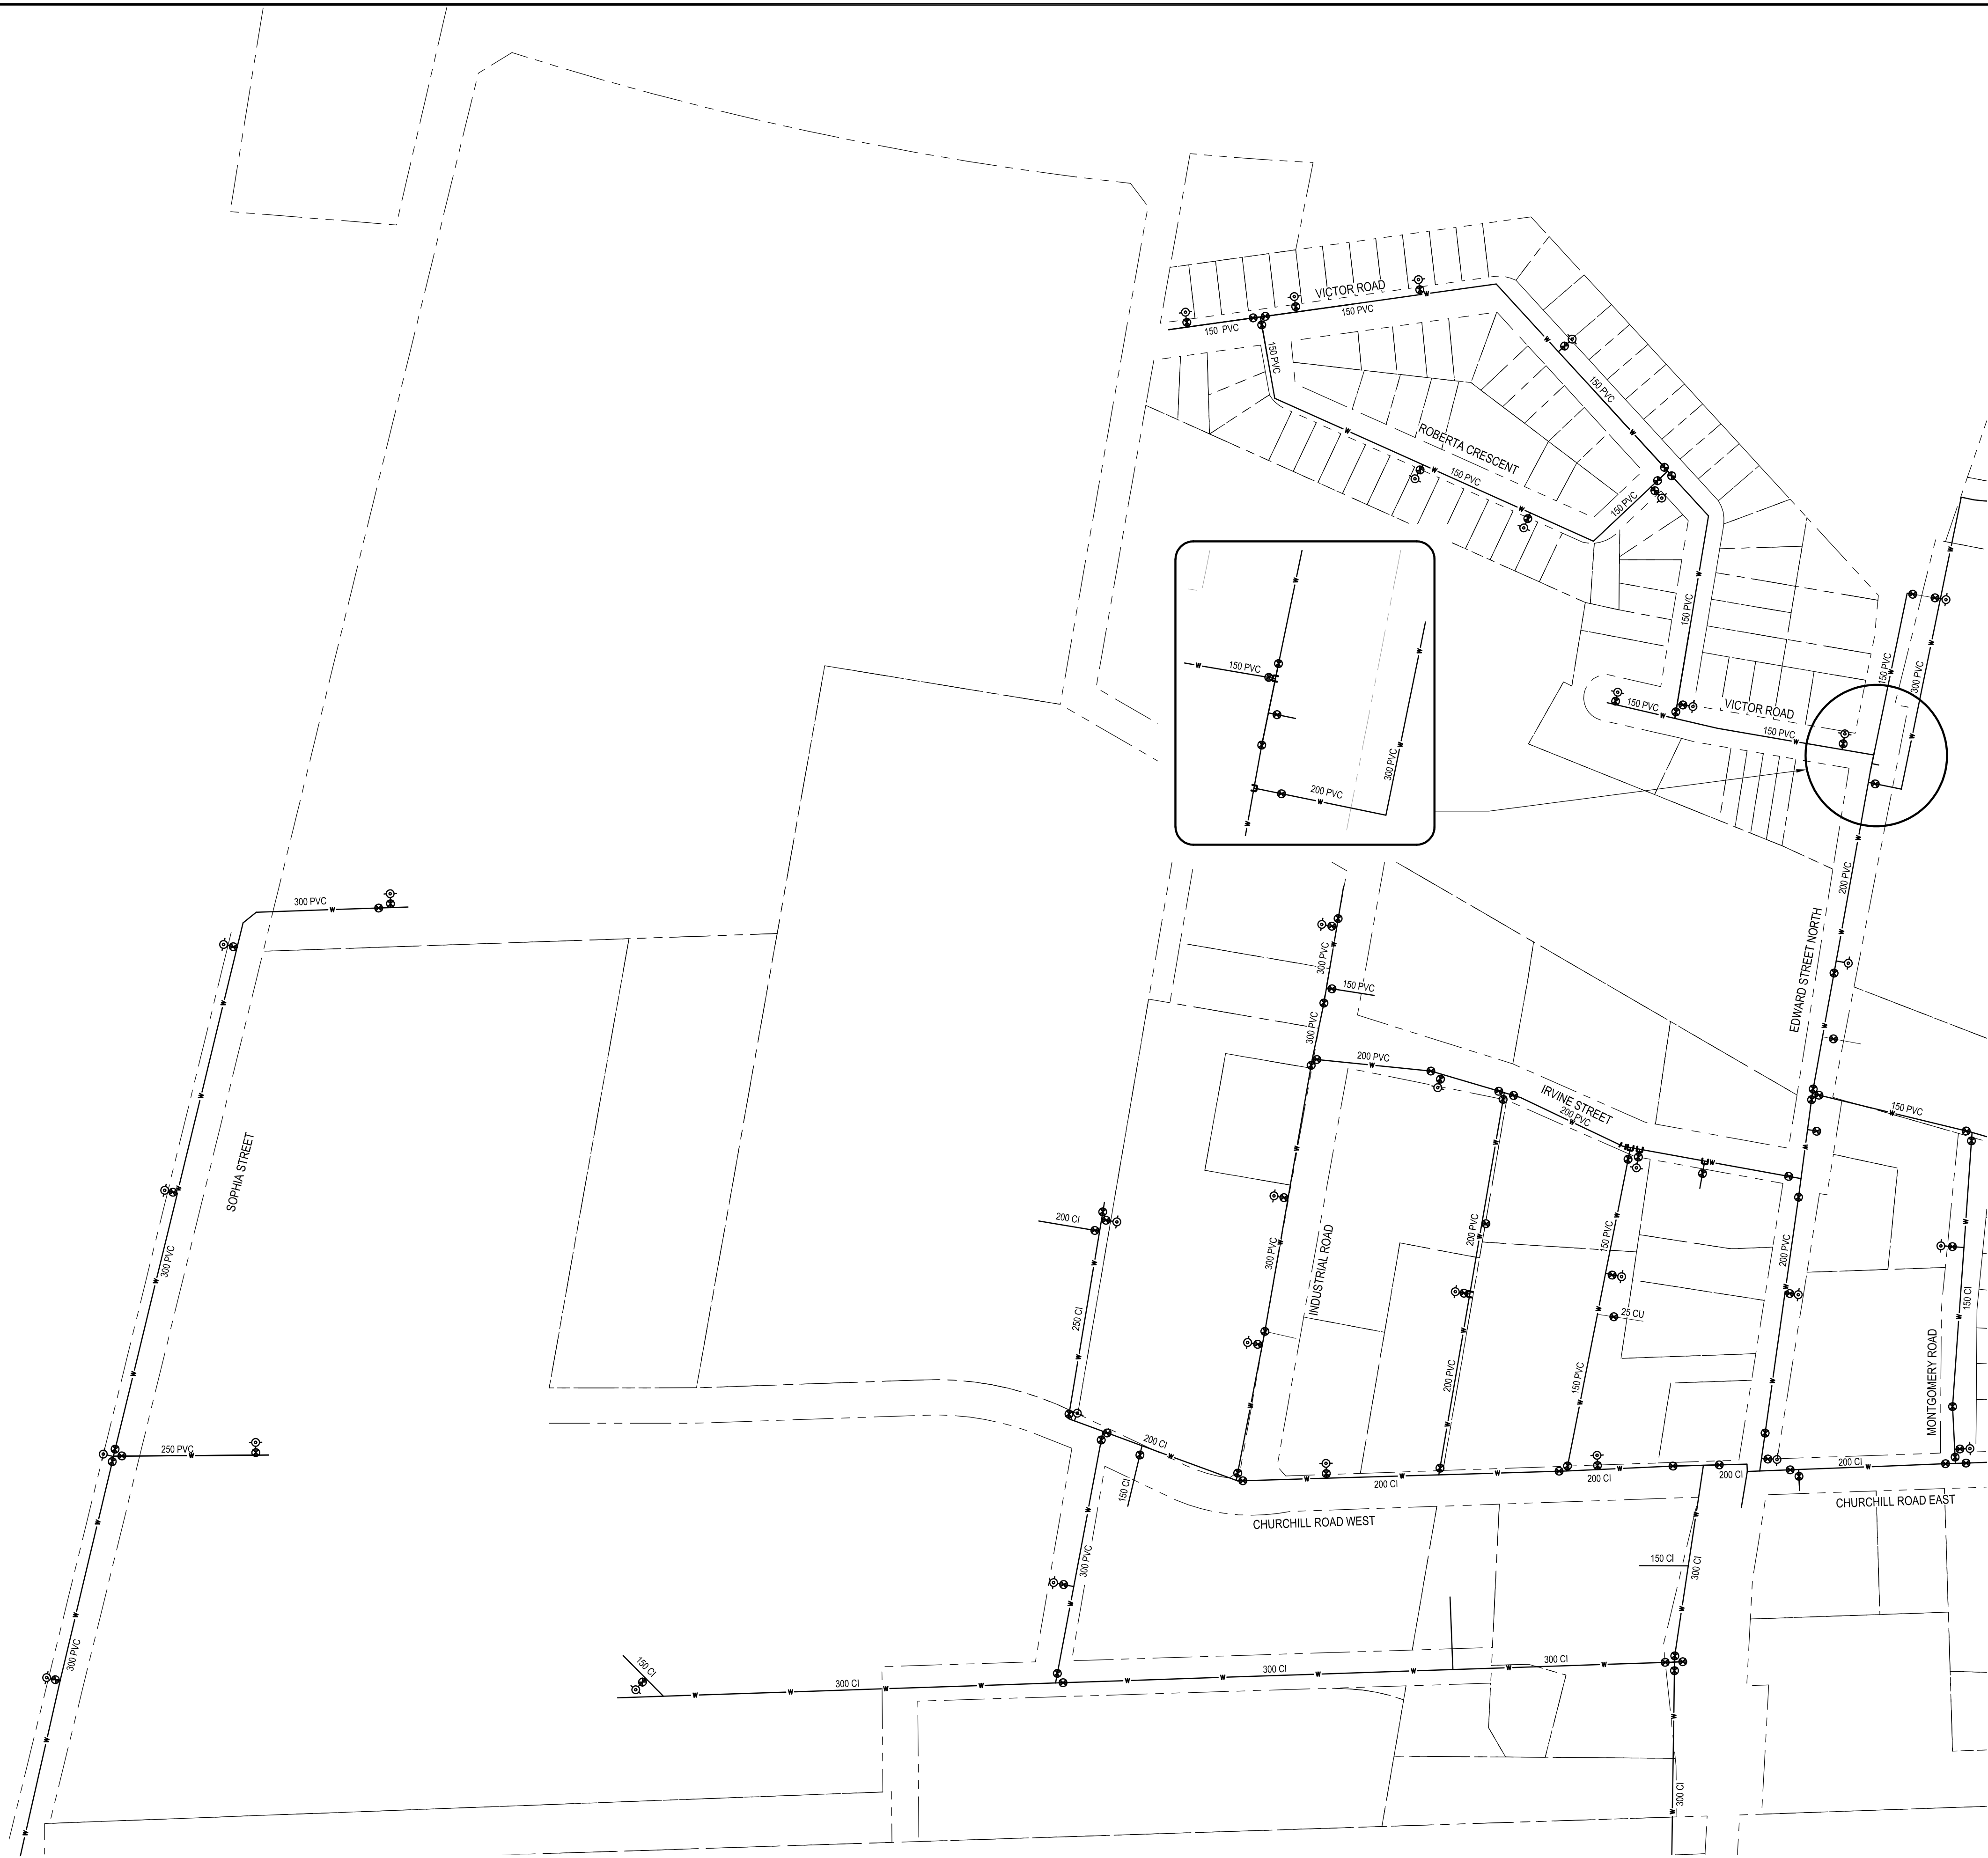 VICTOR ROAD
150 PVC
150 PVC
150 PVC
150 PVC
ROBERTA CRESCENT
150 PVC
150 PVC
150 PVC
150 PVC
300 PVC
150 PVC
VICTOR ROAD
150 PVC
150 PVC
300 PVC
200 PVC
200 PVC
EDWARD STREET NORTH
300 PVC
300 PVC
150 PVC
300 PVC
200 PVC
IRVINE STREET
200 PVC
150 PVC
SOPHIA STREET
300 PVC
200 CI
250 CI
300 PVC
INDUSTRIAL ROAD
200 PVC
150 PVC
200 PVC
150 CI
25 CU
MONTGOMERY ROAD
200 PVC
150 PVC
250 PVC
200 CI
150 CI
200 CI
200 CI
200 CI
200 CI
CHURCHILL ROAD WEST
CHURCHILL ROAD EAST
300 PVC
150 CI
300 CI
300 PVC
150 CI
300 CI
300 CI
300 CI
300 CI